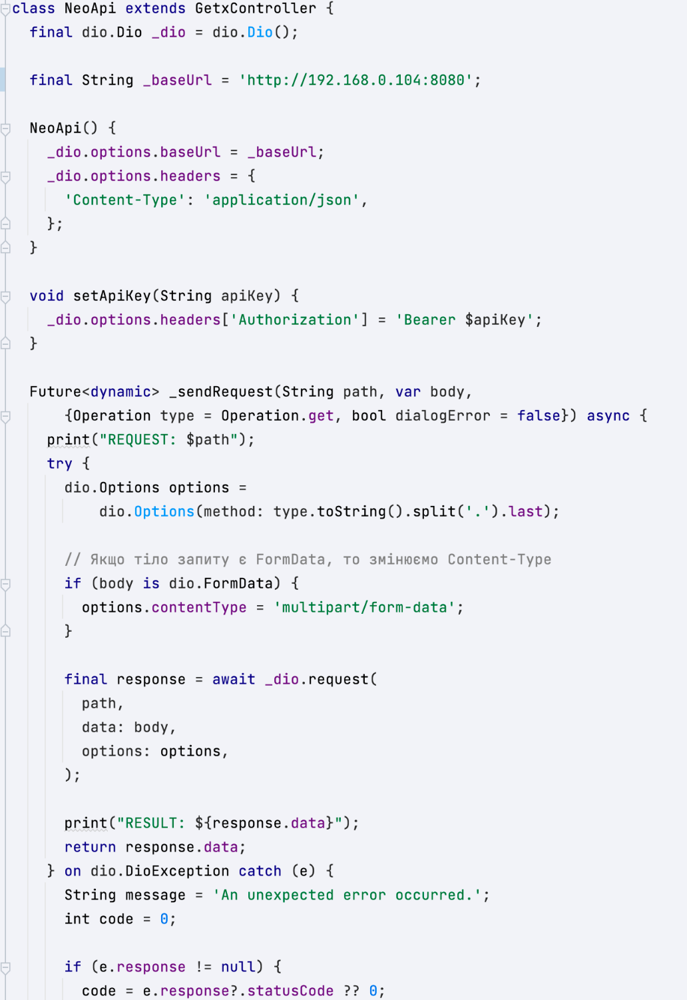 class NeoApi extends GetxController {
  final dio.Dio _dio = dio.Dio();

  final String _baseUrl = 'http://192.168.0.104:8080';

  NeoApi() {
    _dio.options.baseUrl = _baseUrl;
    _dio.options.headers = {
      'Content-Type': 'application/json',
    };
  }

  void setApiKey(String apiKey) {
    _dio.options.headers['Authorization'] = 'Bearer $apiKey';
  }

  Future<dynamic> _sendRequest(String path, var body,
      {Operation type = Operation.get, bool dialogError = false}) async {
    print("REQUEST: $path");
    try {
      dio.Options options =
          dio.Options(method: type.toString().split('.').last);

      // Якщо тіло запиту є FormData, то змінюємо Content-Type
      if (body is dio.FormData) {
        options.contentType = 'multipart/form-data';
      }

      final response = await _dio.request(
        path,
        data: body,
        options: options,
      );

      print("RESULT: ${response.data}");
      return response.data;
    } on dio.DioException catch (e) {
      String message = 'An unexpected error occurred.';
      int code = 0;

      if (e.response != null) {
        code = e.response?.statusCode ?? 0;